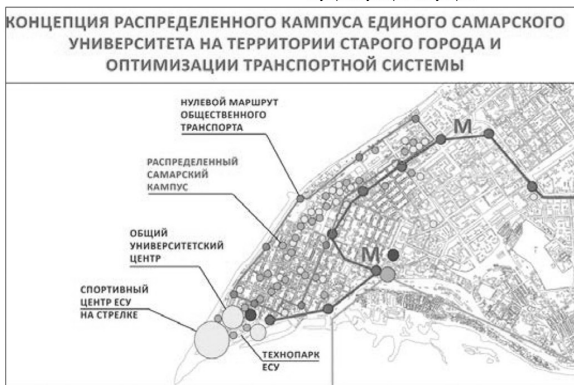 КОНЦЕПЦИЯ РАСПРЕДЕЛЕННОГО КАМПУСА ЕДИНОГО САМАРСКОГО
УНИВЕРСИТЕТА НА ТЕРРИТОРИИ СТАРОГО ГОРОДА И
ОПТИМИЗАЦИИ ТРАНСПОРТНОЙ СИСТЕМЫ
НУЛЕВОЙ МАРШРУТ
ОБЩЕСТВЕННОГО
ТРАНСПОРТА
М
РАСПРЕДЕЛЕННЫЙ
САМАРСКИЙ
КАМПУС
ОБЩИЙ
УНИВЕРСИТЕТСКИЙ
ЦЕНТР
М
СПОРТИВНЫЙ
ЦЕНТР ЕСУ
НА СТРЕЛКЕ
ТЕХНОПАРК
ЕСУ